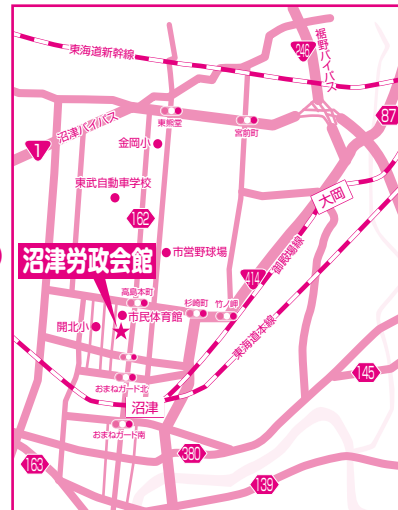 東海道新幹線
246
裾野バイパス
87
沼津バイパス
東熊堂
宮前町
1
金岡小
東武自動車学校
大岡
162
市営野球場
御殿場線
沼津労政会館
414
高島本町
杉崎町
竹ノ岬
市民体育館
開北小
東海道本線
おまねガード北
145
沼津
おまねガード南
163
380
139